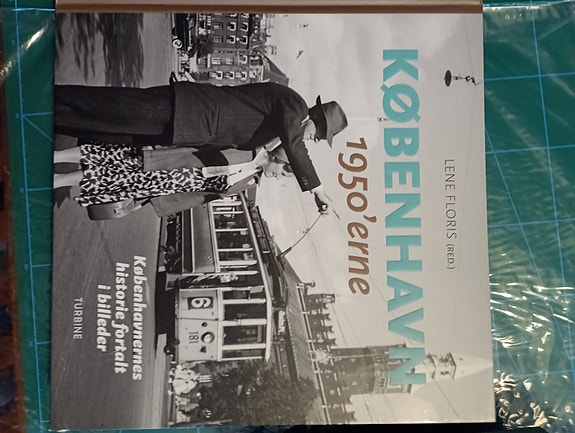 LENE FLORIS (RED.)
KØBENHAVN
1950'erne
6
181
Københavnernes
historie fortalt
i billeder
TURBINE